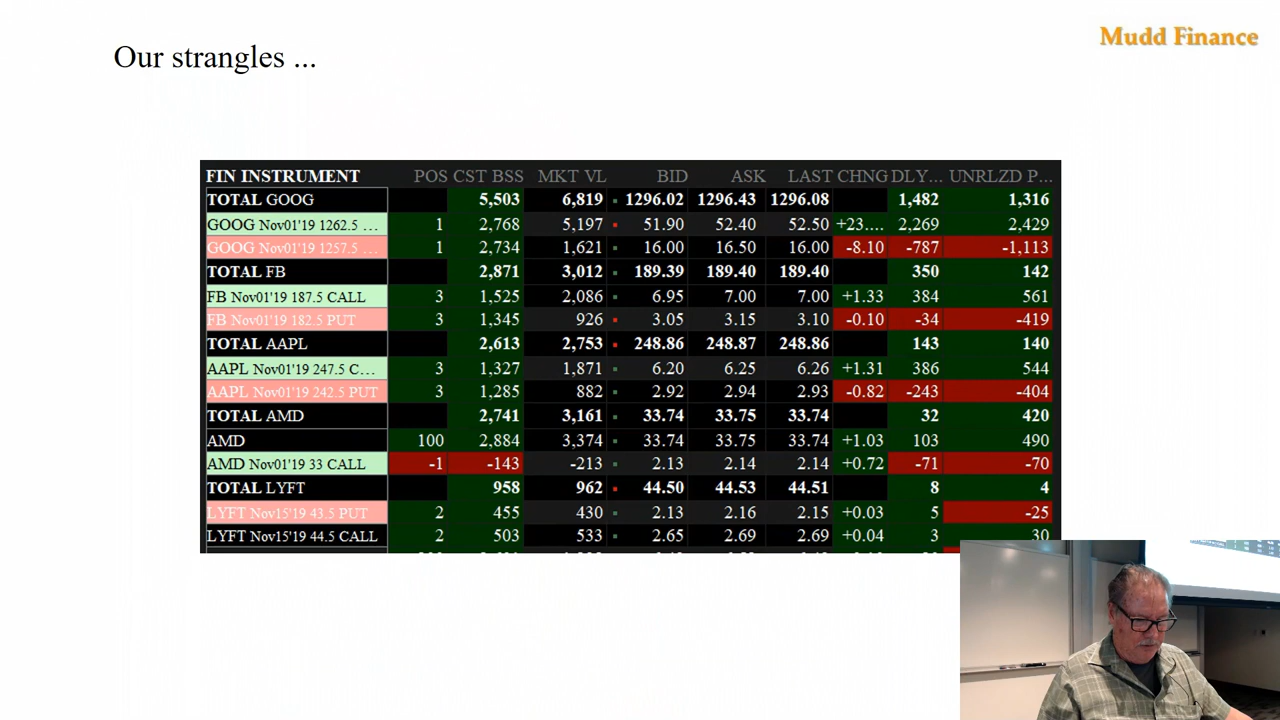 Mudd Finance
Our strangles ...
FIN INSTRUMENT POS CST BSS MKT VL BID ASK LAST CHNG DLY... UNRLZD P...
TOTAL GOOG 5,503 6,819 1296.02 1296.43 1296.08 1,482 1,316
GOOG Nov01'19 1262.5 ... 1 2,768 5,197 51.90 52.40 52.50 +23.... 2,269 2,429
GOOG Nov01'19 1257.5 ... 1 2,734 1,621 16.00 16.50 16.00 -8.10 -787 -1,113
TOTAL FB 2,871 3,012 189.39 189.40 189.40 350 142
FB Nov01'19 187.5 CALL 3 1,525 2,086 6.95 7.00 7.00 +1.33 384 561
FB Nov01'19 182.5 PUT 3 1,345 926 3.05 3.15 3.10 -0.10 -34 -419
TOTAL AAPL 2,613 2,753 248.86 248.87 248.86 143 140
AAPL Nov01'19 247.5 C... 3 1,327 1,871 6.20 6.25 6.26 +1.31 386 544
AAPL Nov01'19 242.5 PUT 3 1,285 882 2.92 2.94 2.93 -0.82 -243 -404
TOTAL AMD 2,741 3,161 33.74 33.75 33.74 32 420
AMD 100 2,884 3,374 33.74 33.75 33.74 +1.03 103 490
AMD Nov01'19 33 CALL -1 -143 -213 2.13 2.14 2.14 +0.72 -71 -70
TOTAL LYFT 958 962 44.50 44.53 44.51 8 4
LYFT Nov15'19 43.5 PUT 2 455 430 2.13 2.16 2.15 +0.03 5 -25
LYFT Nov15'19 44.5 CALL 2 503 533 2.65 2.69 2.69 +0.04 3 30